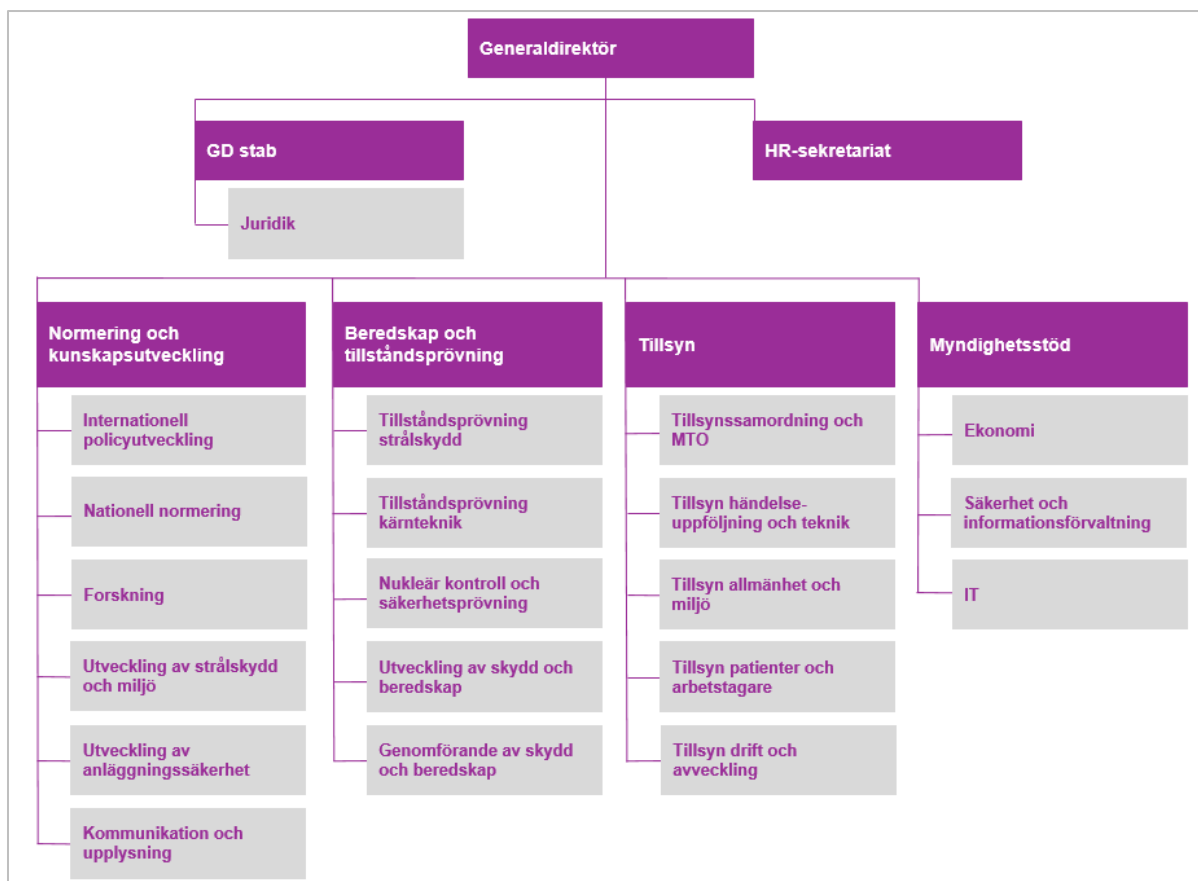 Generaldirektör
GD stab
HR-sekretariat
Juridik
Normering och
kunskapsutveckling
Internationell
policyutveckling
Nationell normering
Forskning
Utveckling av strålskydd
och miljö
Utveckling av
anläggningssäkerhet
Kommunikation och
upplysning
Beredskap och
tillståndsprövning
Tillståndsprövning
strålskydd
Tillståndsprövning
kärnteknik
Nukleär kontroll och
säkerhetsprövning
Utveckling av skydd och
beredskap
Genomförande av skydd
och beredskap
Tillsyn
Tillsynssamordning och
MTO
Tillsyn händelse-
uppföljning och teknik
Tillsyn allmänhet och
miljö
Tillsyn patienter och
arbetstagare
Tillsyn drift och
avveckling
Myndighetsstöd
Ekonomi
Säkerhet och
informationsförvaltning
IT